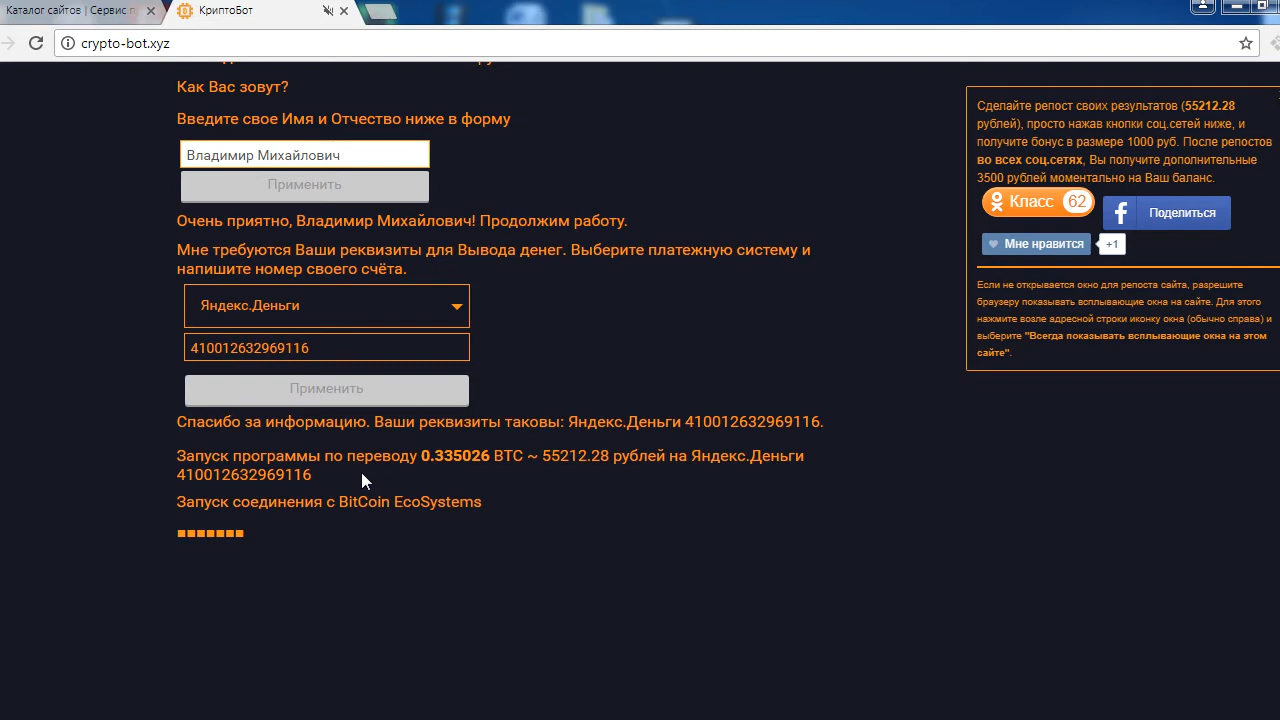 Каталог сайтов | Сервис п
КриптоБот
crypto-bot.xyz
Как Вас зовут?
Введите свое Имя и Отчество ниже в форму
Владимир Михайлович
Применить
Очень приятно, Владимир Михайлович! Продолжим работу.
Мне требуются Ваши реквизиты для Вывода денег. Выберите платежную систему и
напишите номер своего счёта.
Яндекс.Деньги
410012632969116
Применить
Спасибо за информацию. Ваши реквизиты таковы: Яндекс.Деньги 410012632969116.
Запуск программы по переводу 0.335026 BTC ~ 55212.28 рублей на Яндекс.Деньги
410012632969116
Запуск соединения с BitCoin EcoSystems
Сделайте репост своих результатов (55212.28
рублей), просто нажав кнопки соц.сетей ниже, и
получите бонус в размере 1000 руб. После репостов
во всех соц.сетях, Вы получите дополнительные
3500 рублей моментально на Ваш баланс.
Класс 62
Поделиться
Мне нравится +1
Если не открывается окно для репоста сайта, разрешите
браузеру показывать всплывающие окна на сайте. Для этого
нажмите возле адресной строки иконку окна (обычно справа) и
выберите "Всегда показывать всплывающие окна на этом
сайте".